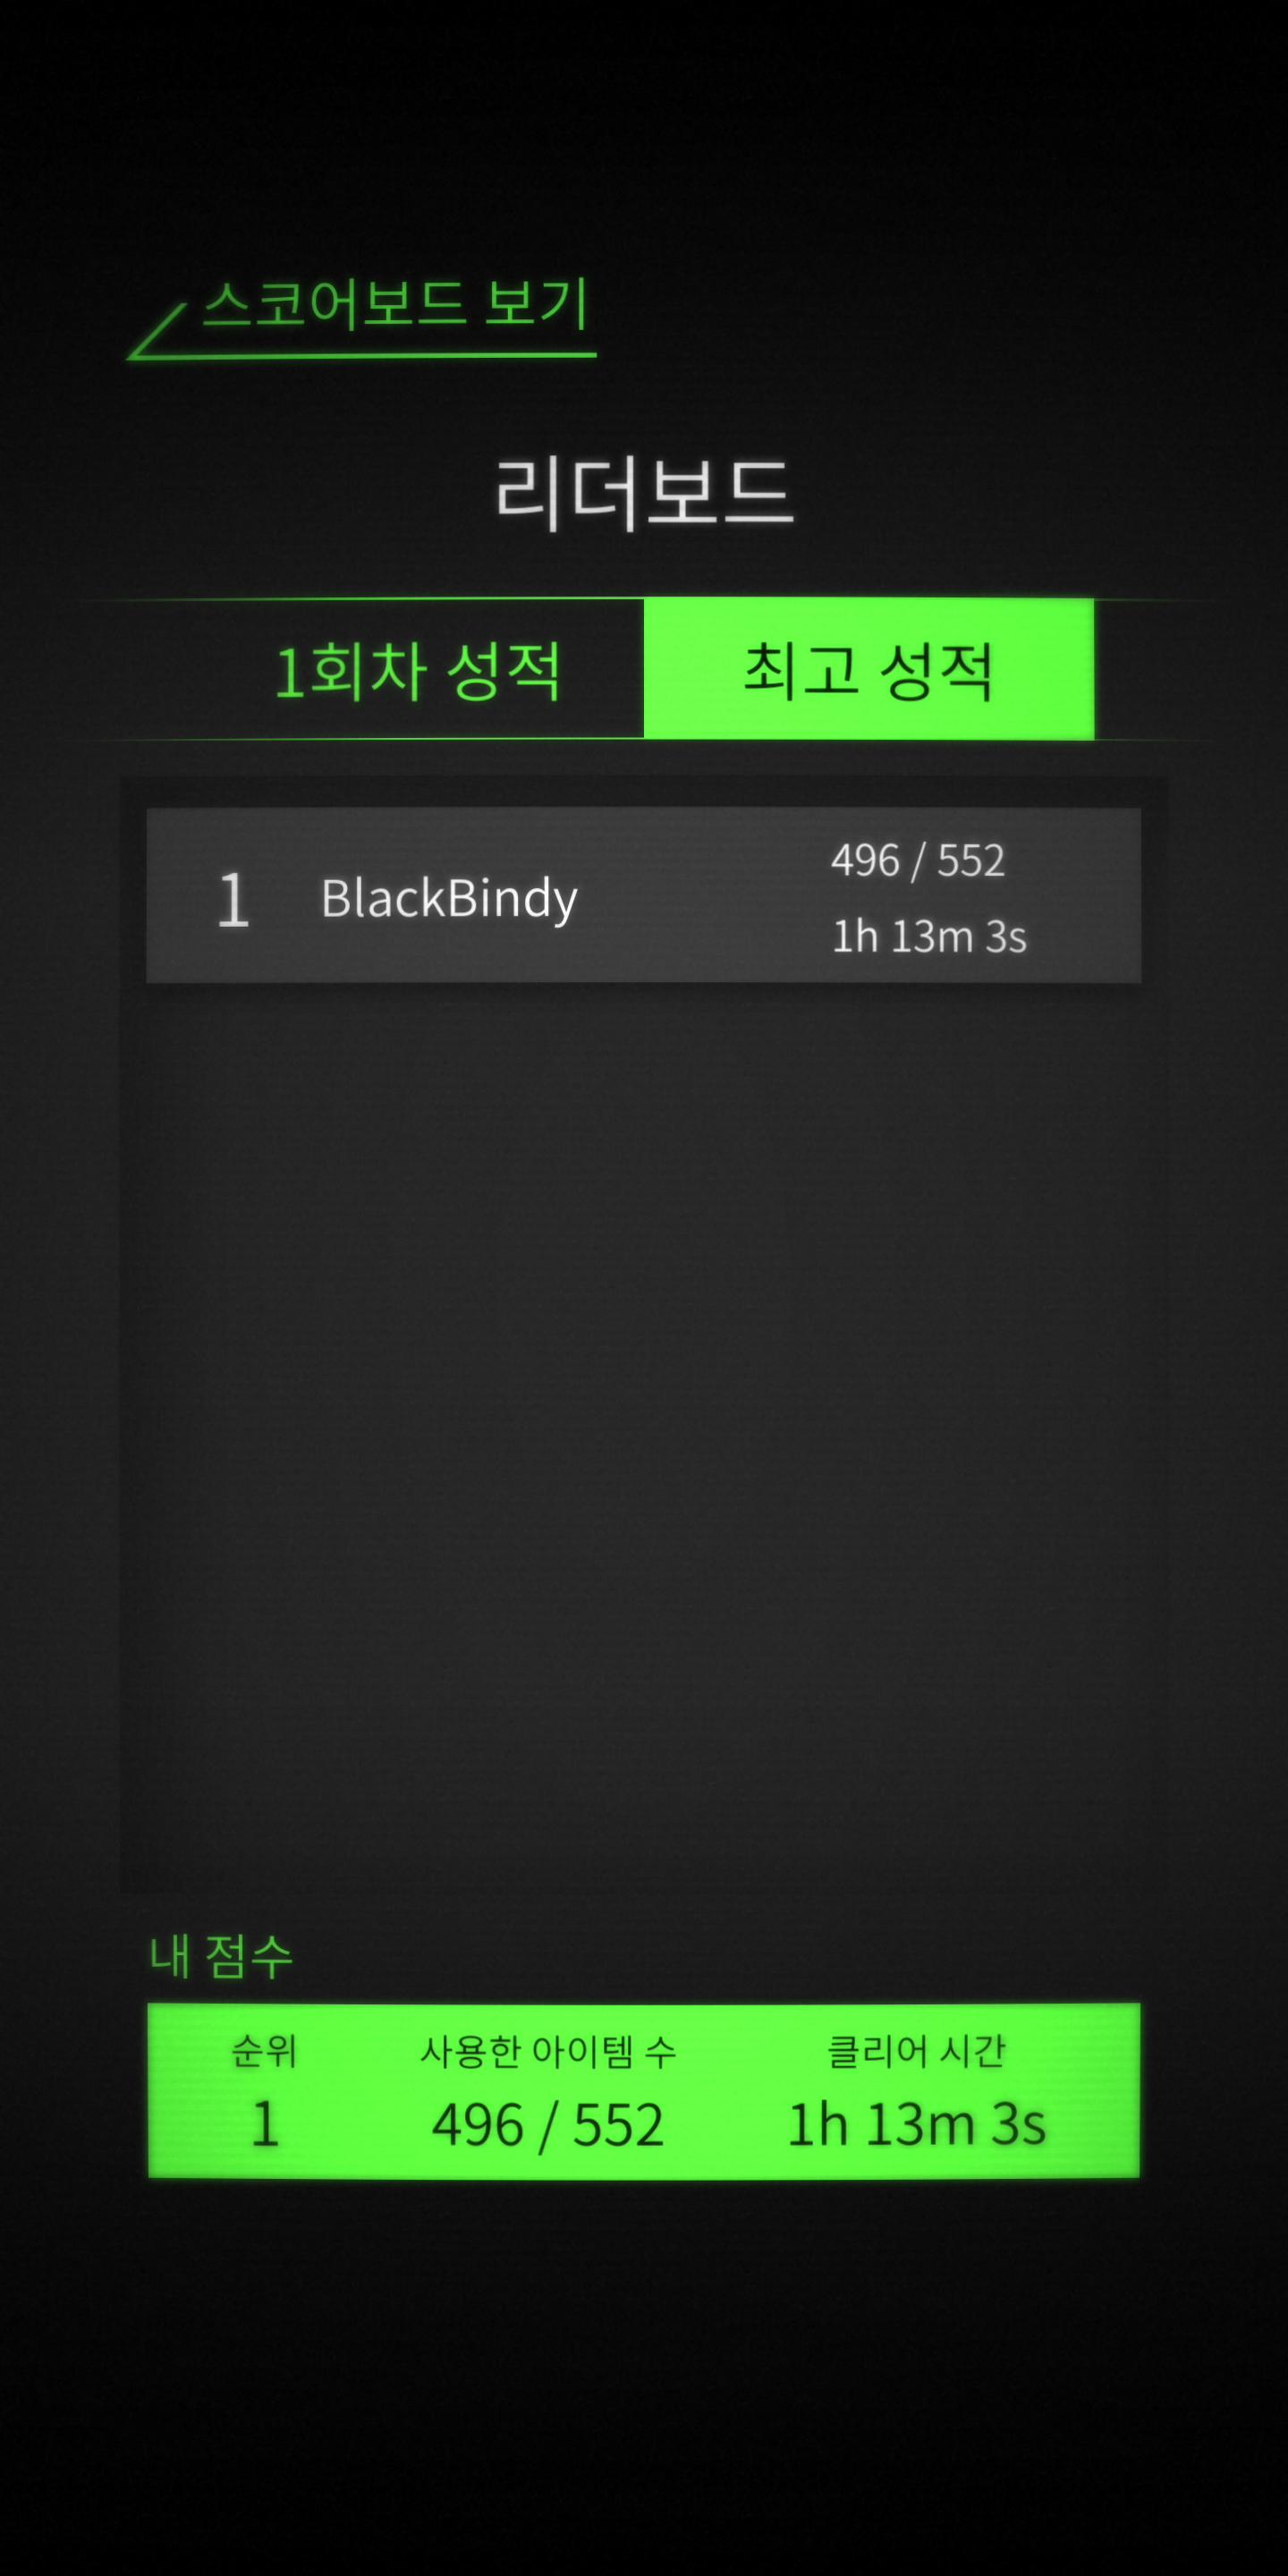 스코어보드 보기
리더보드
1회차 성적 최고 성적
1 BlackBindy 496 / 552
1h 13m 3s
내 점수
순위 사용한 아이템 수 클리어 시간
1 496 / 552 1h 13m 3s